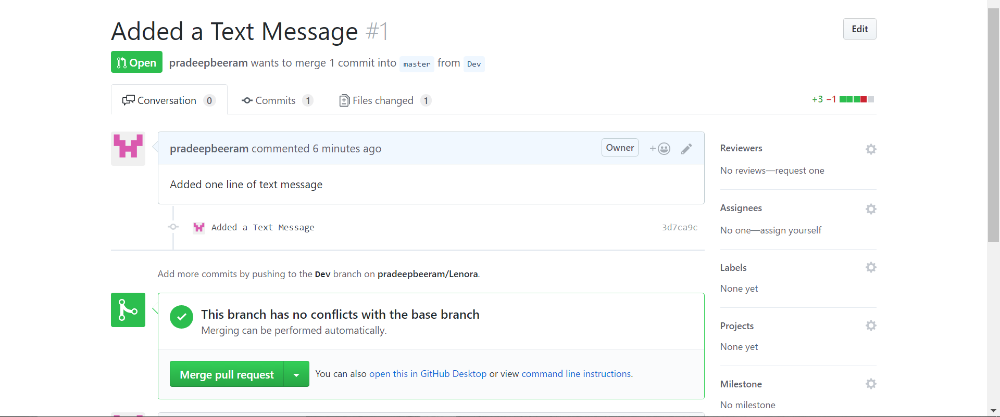 Added a Text Message #1
Edit
Open pradeepbeeram wants to merge 1 commit into master from Dev
Conversation 0 Commits 1 Files changed 1 +3 −1
pradeepbeeram commented 6 minutes ago Owner +
Added one line of text message
Added a Text Message 3d7ca9c
Add more commits by pushing to the Dev branch on pradeepbeeram/Lenora.
This branch has no conflicts with the base branch
Merging can be performed automatically.
Merge pull request You can also open this in GitHub Desktop or view command line instructions.
Reviewers
No reviews—request one
Assignees
No one—assign yourself
Labels
None yet
Projects
None yet
Milestone
No milestone